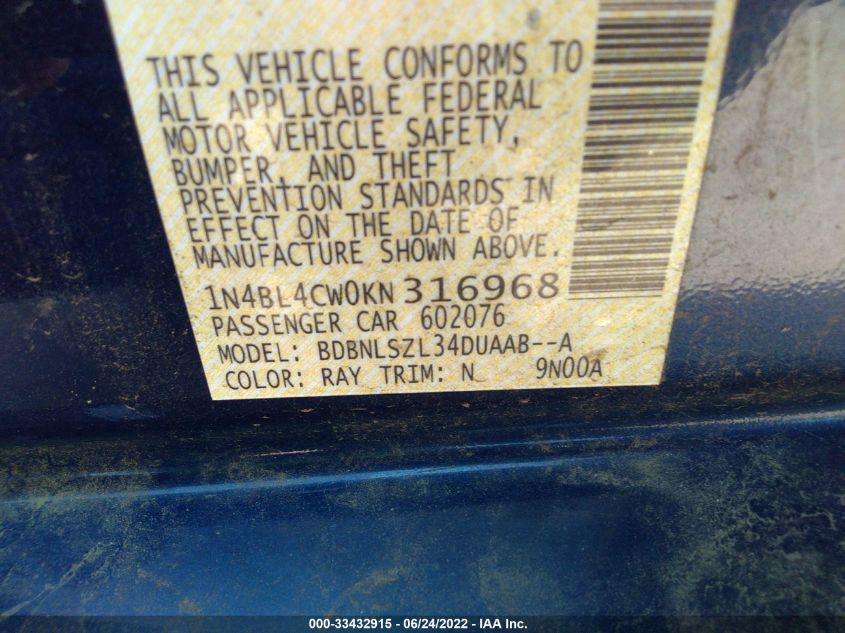 THIS VEHICLE CONFORMS TO
ALL APPLICABLE FEDERAL
MOTOR VEHICLE SAFETY,
BUMPER, AND THEFT
PREVENTION STANDARDS IN
EFFECT ON THE DATE OF
MANUFACTURE SHOWN ABOVE.
1N4BL4CW0KN 316968
PASSENGER CAR 602076
MODEL: BDBNLSZL34DUAAB--A
COLOR: RAY TRIM: N 9N00A
000-33432915 - 06/24/2022 - IAA Inc.